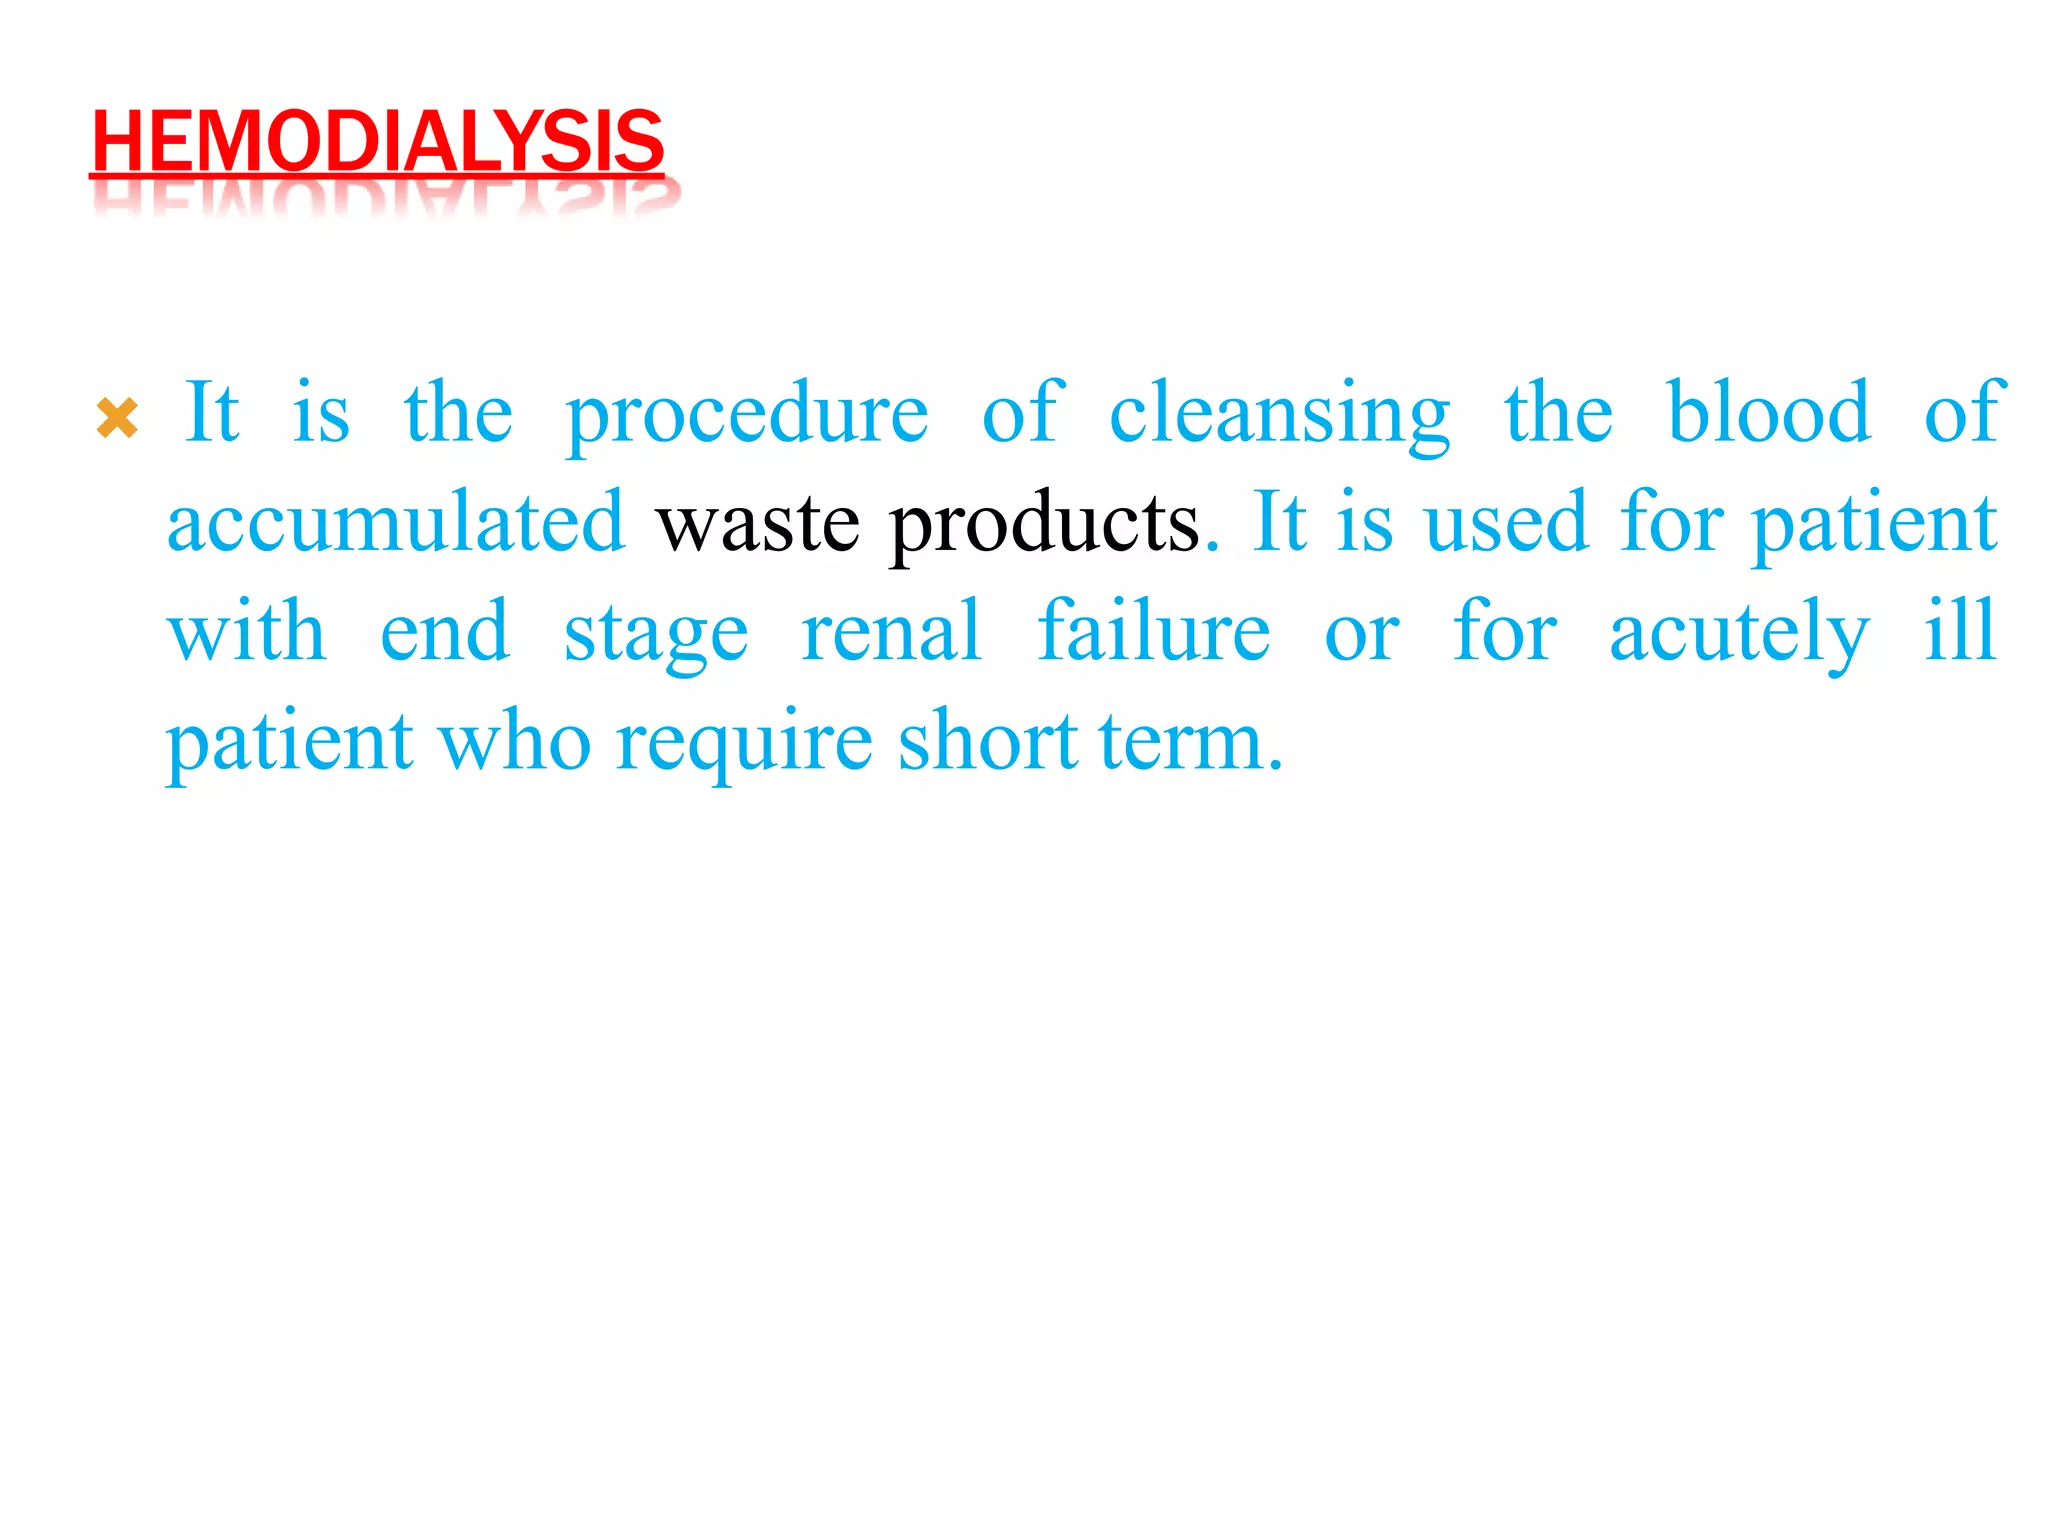 HEMODIALYSIS
✖ It is the procedure of cleansing the blood of
accumulated waste products. It is used for patient
with end stage renal failure or for acutely ill
patient who require short term.